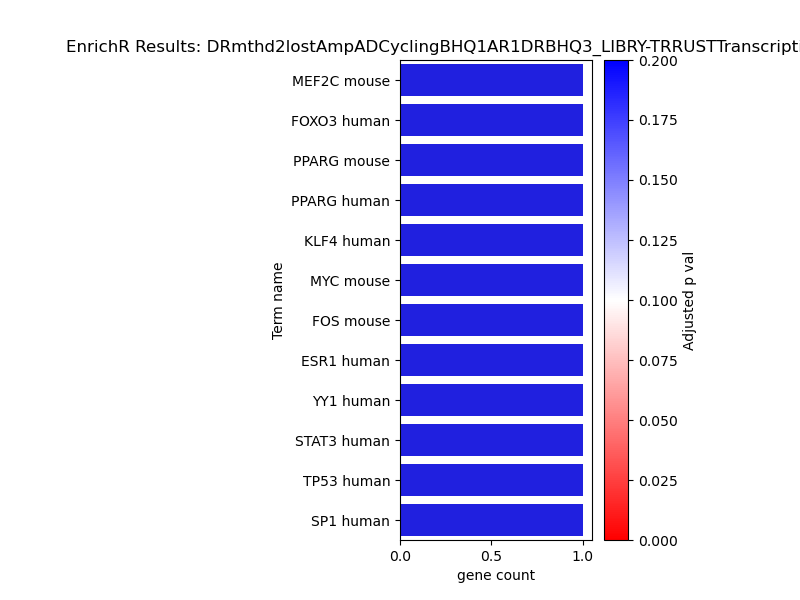 EnrichR Results: DRmthd2lostAmpADCyclingBHQ1AR1DRBHQ3_LIBRY-TRRUSTTranscripti
MEF2C mouse
FOXO3 human
PPARG mouse
PPARG human
KLF4 human
MYC mouse
FOS mouse
ESR1 human
YY1 human
STAT3 human
TP53 human
SP1 human
Term name
0.0
0.5
1.0
gene count
0.200
0.175
0.150
0.125
0.100
0.075
0.050
0.025
0.000
Adjusted p val